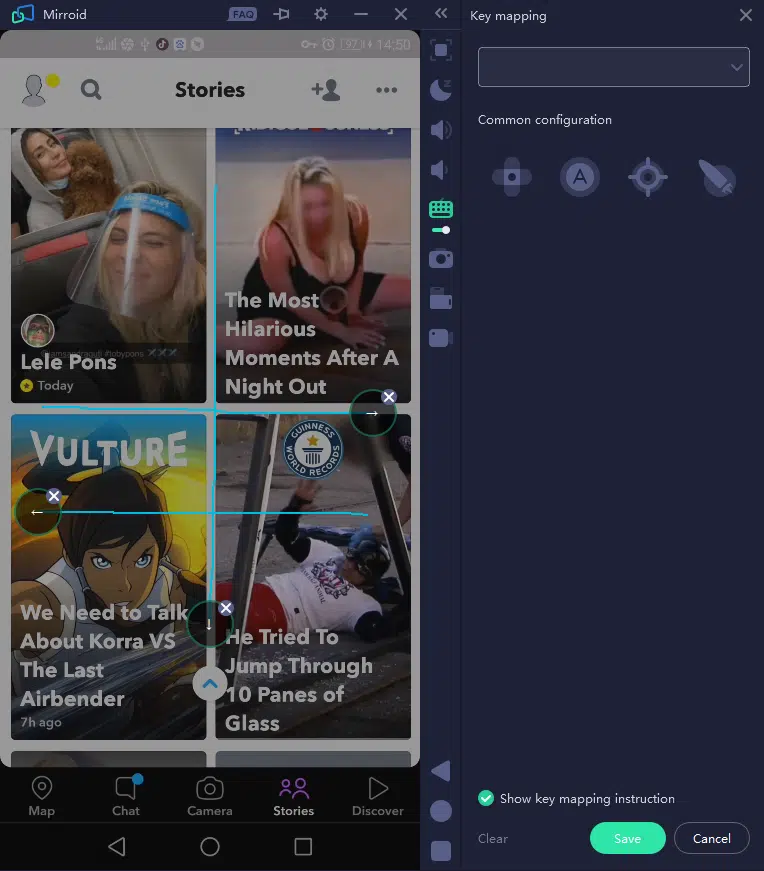 Mirroid
FAQ
Key mapping
97
14:50
Stories
Common configuration
A
The Most
Hilarious
Moments After A
Night Out
Lele Pons
Today
VULTURE
GUINNESS
WORLD RECORDS
We Need to Talk
About Korra VS
The Last
Airbender
7h ago
He Tried To
Jump Through
10 Panes of
Glass
Map
Chat
Camera
Stories
Discover
Show key mapping instruction
Clear
Save
Cancel